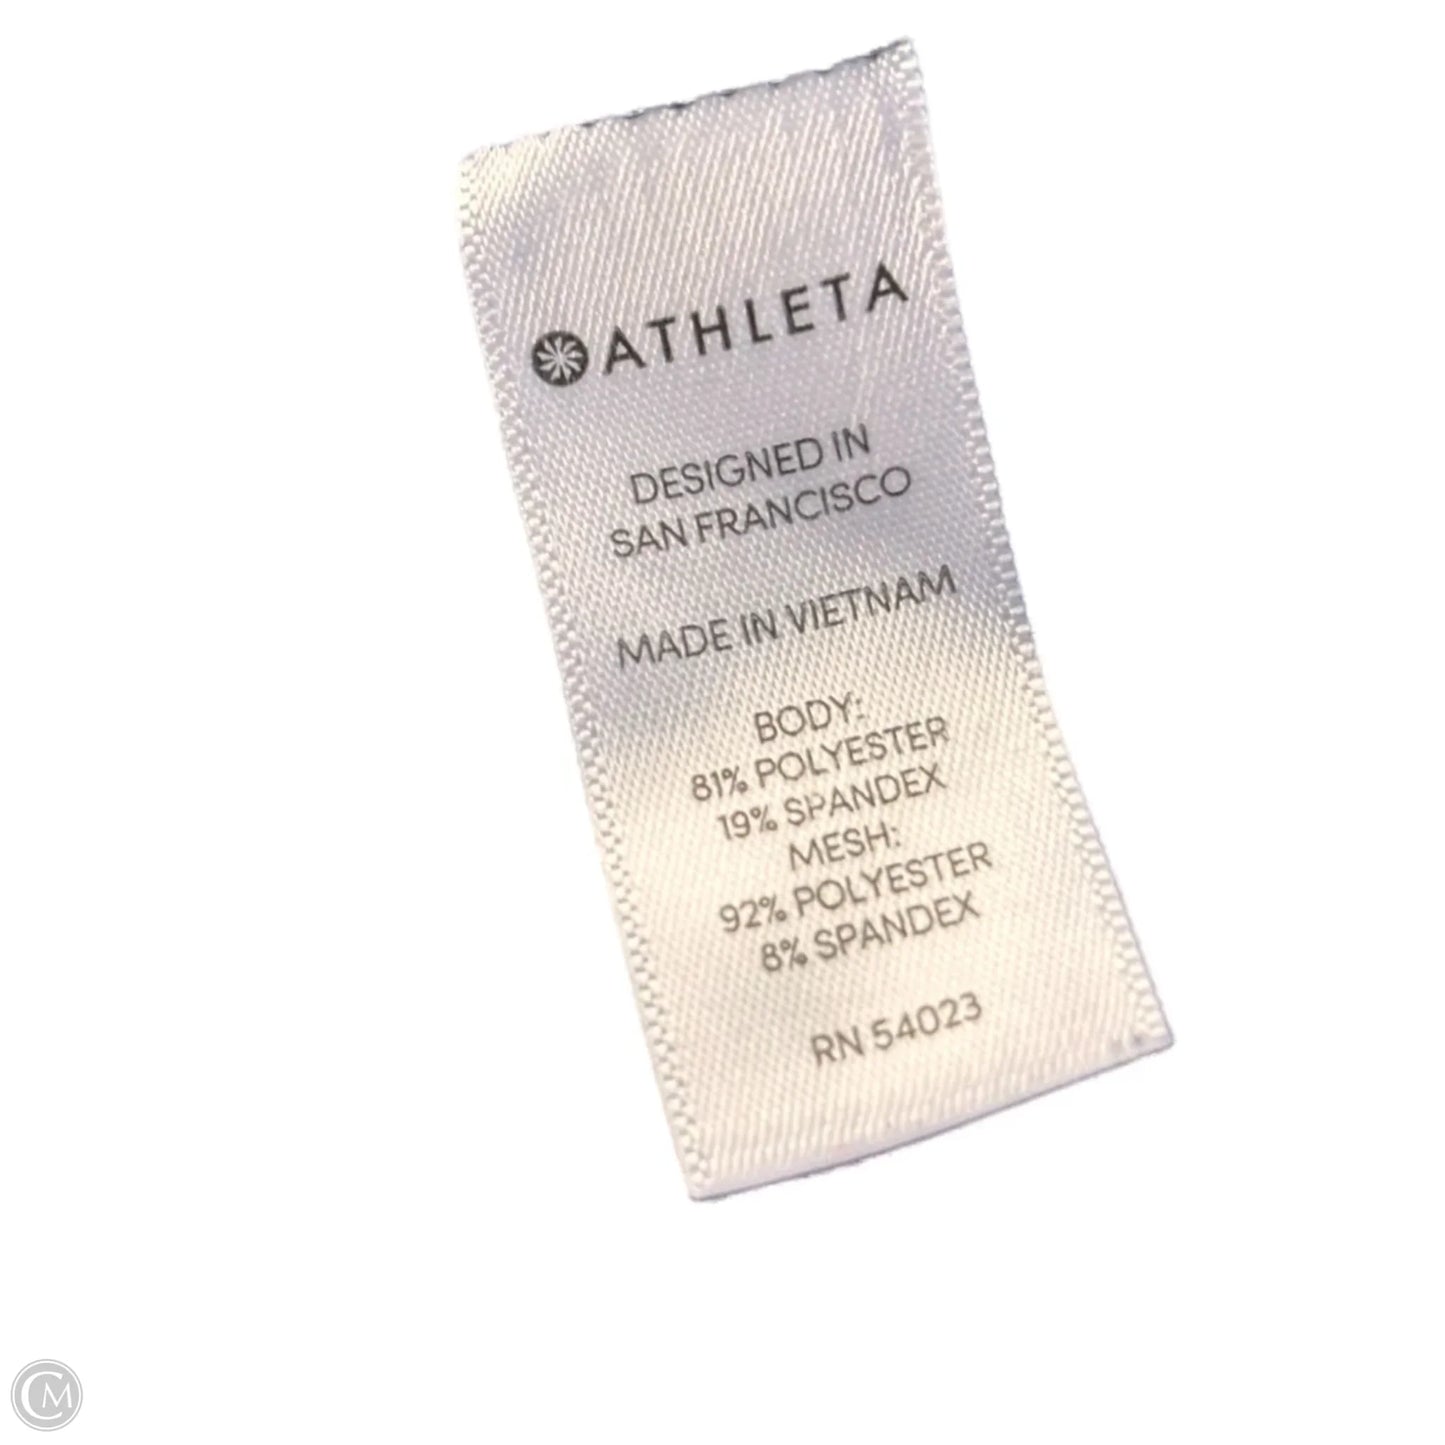 ATHLETA
DESIGNED IN
SAN FRANCISCO
MADE IN VIETNAM
BODY:
81% POLYESTER
19% SPANDEX
MESH:
92% POLYESTER
8% SPANDEX
RN 54023
CM